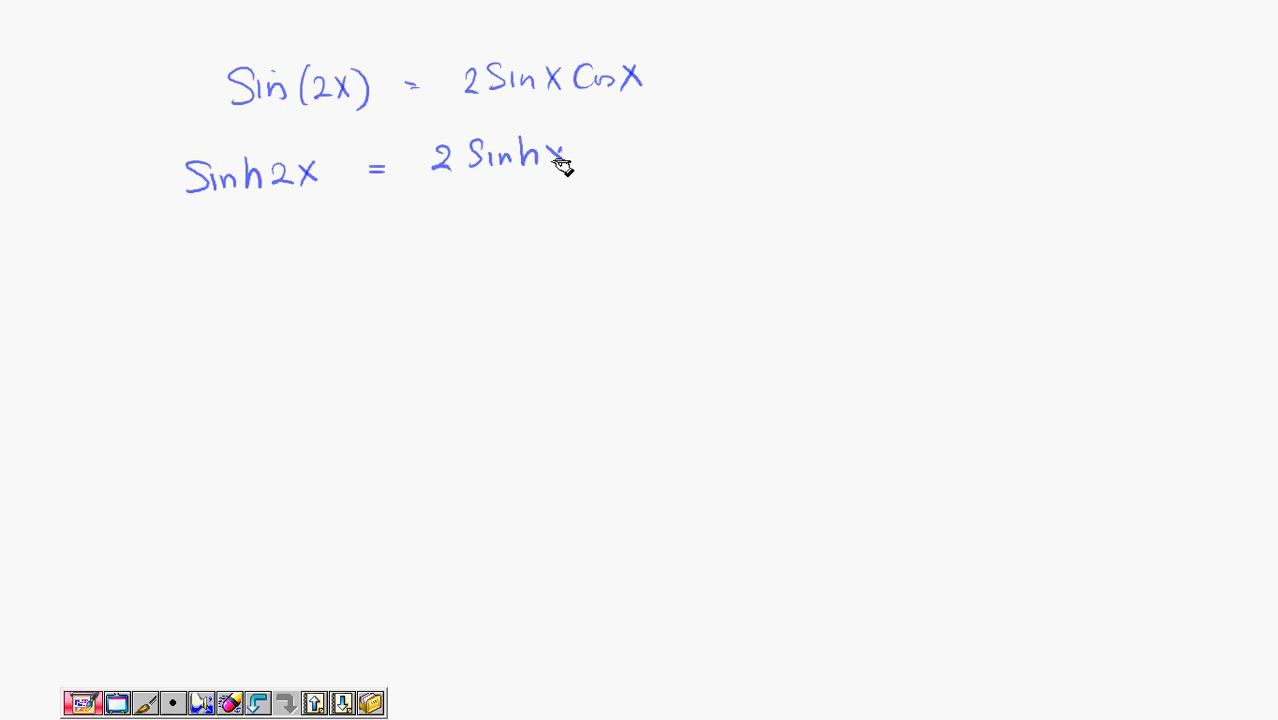 Sin(2x) = 2 Sin x Cos x
Sinh 2x = 2 Sinh x